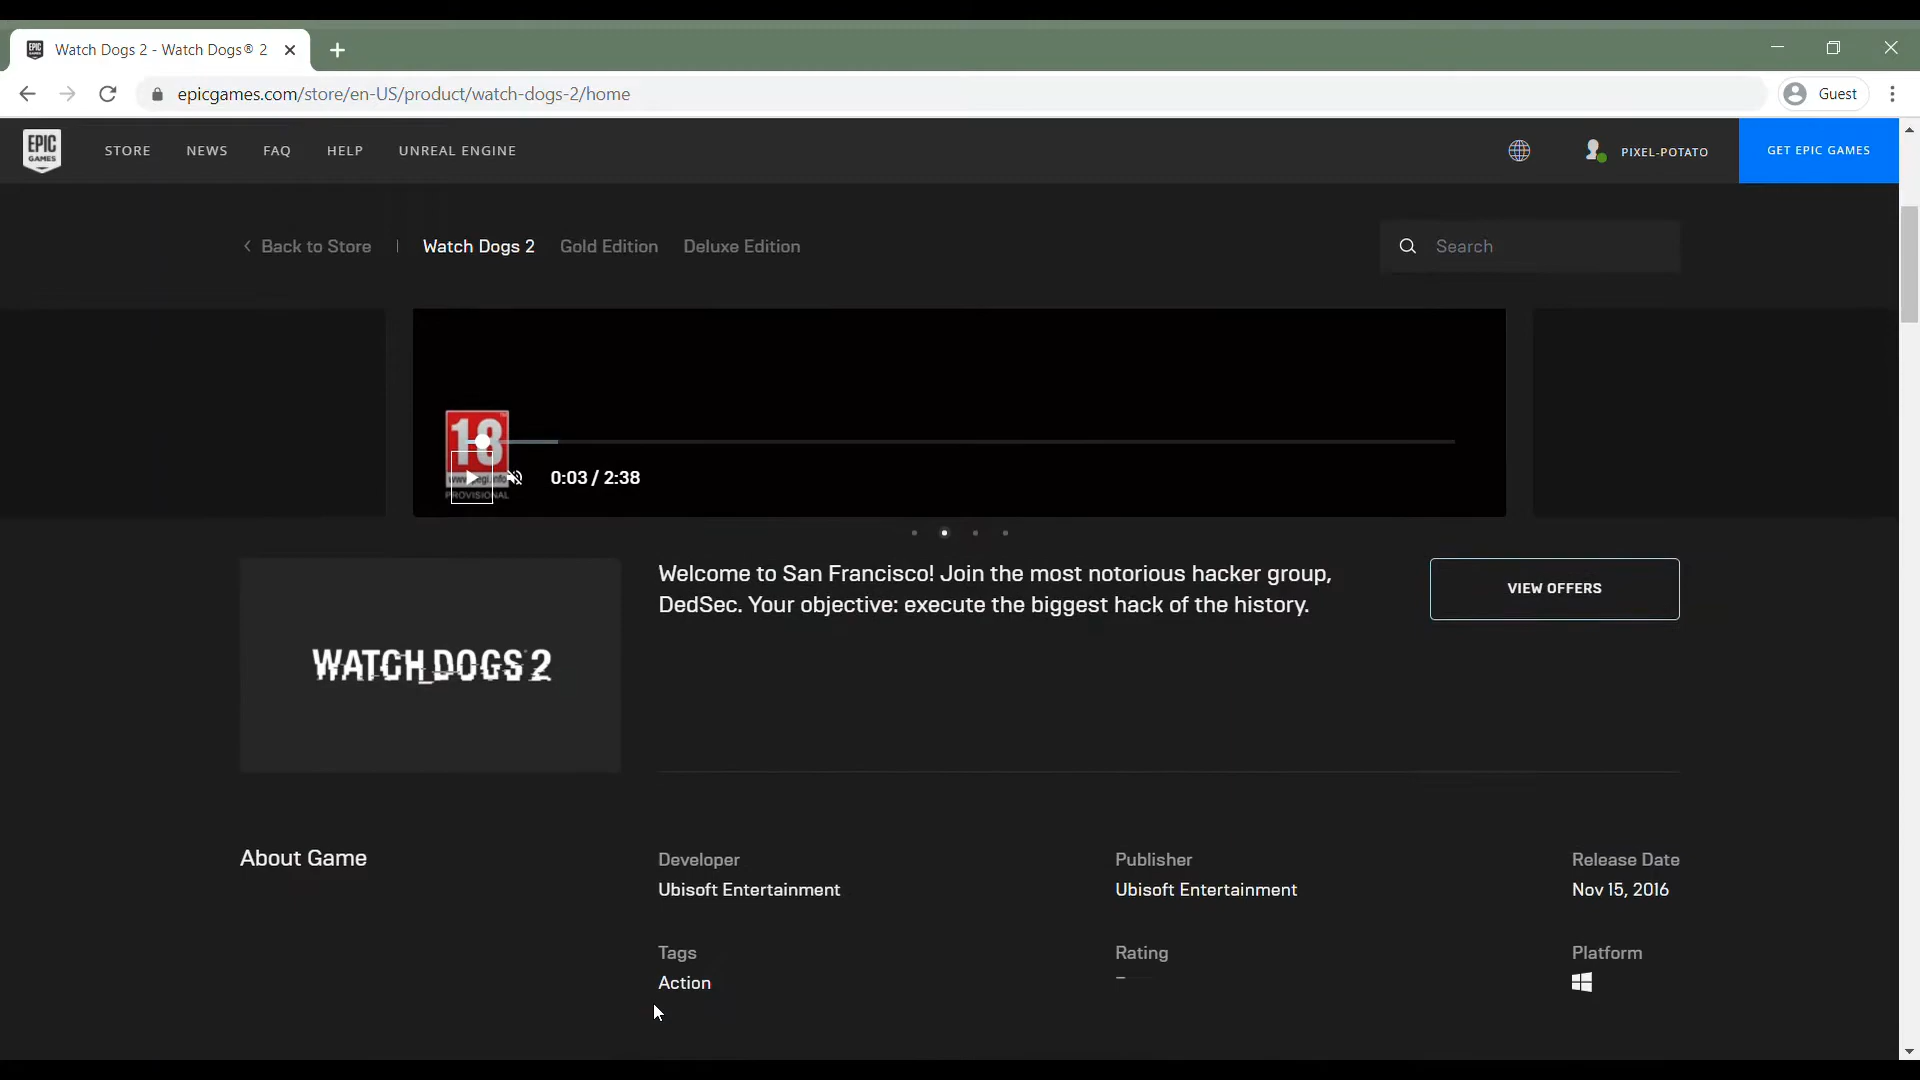 Watch Dogs 2 - Watch Dogs® 2
epicgames.com/store/en-US/product/watch-dogs-2/home
Guest
EPIC GAMES
STORE
NEWS
FAQ
HELP
UNREAL ENGINE
PIXEL-POTATO
GET EPIC GAMES
Back to Store
Watch Dogs 2
Gold Edition
Deluxe Edition
Search
18
PROVISIONAL
0:03 / 2:38
Welcome to San Francisco! Join the most notorious hacker group,
DedSec. Your objective: execute the biggest hack of the history.
VIEW OFFERS
WATCH_DOGS 2
About Game
Developer
Ubisoft Entertainment
Publisher
Ubisoft Entertainment
Release Date
Nov 15, 2016
Tags
Action
Rating
–
Platform